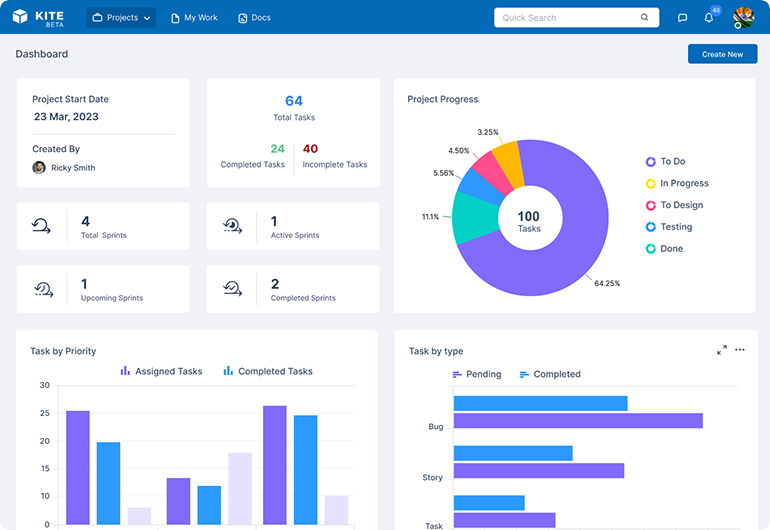 KITE
BETA
Projects
My Work
Docs
Quick Search
48
Dashboard
Create New
Project Start Date
23 Mar, 2023
Created By
Ricky Smith
64
Total Tasks
24
Completed Tasks
40
Incomplete Tasks
4
Total Sprints
1
Active Sprints
1
Upcoming Sprints
2
Completed Sprints
Project Progress
3.25%
4.50%
5.56%
11.1%
64.25%
100
Tasks
To Do
In Progress
To Design
Testing
Done
Task by Priority
Assigned Tasks
Completed Tasks
30
25
20
15
10
0
Task by type
Pending
Completed
Bug
Story
Task